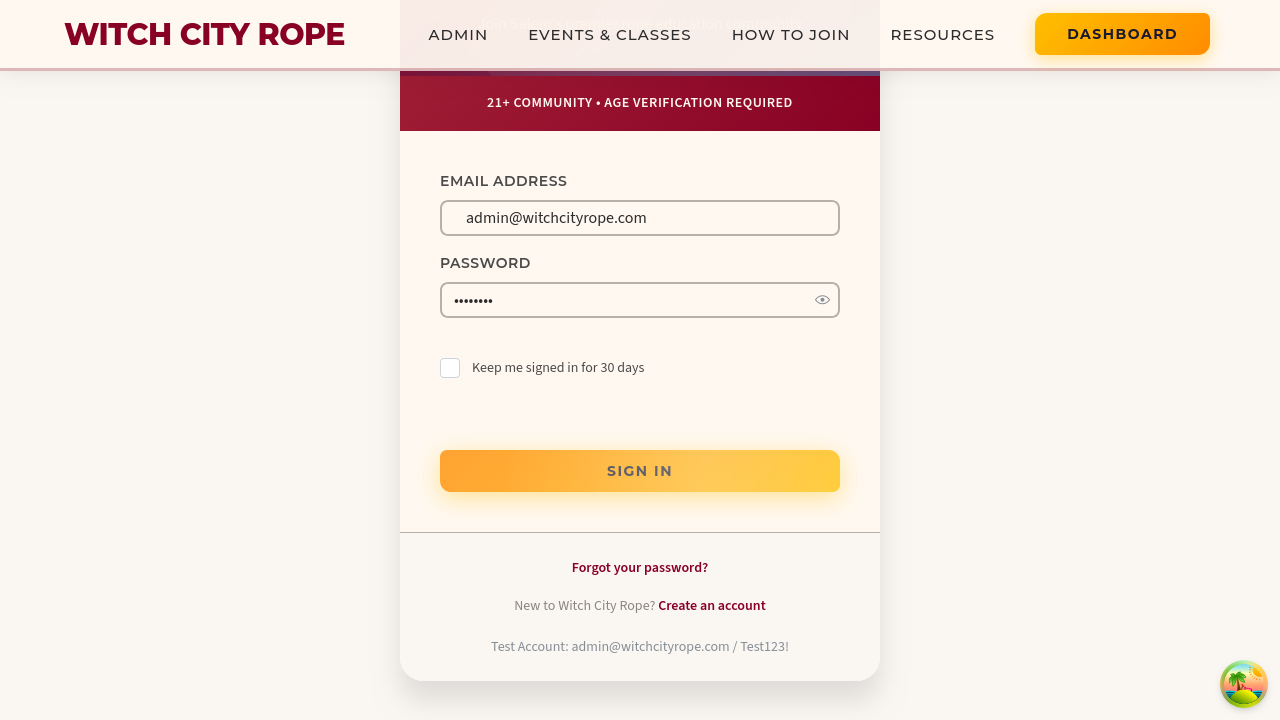 WITCH CITY ROPE
ADMIN
EVENTS & CLASSES
HOW TO JOIN
RESOURCES
DASHBOARD
21+ COMMUNITY • AGE VERIFICATION REQUIRED
EMAIL ADDRESS
admin@witchcityrope.com
PASSWORD
••••••••
Keep me signed in for 30 days
SIGN IN
Forgot your password?
New to Witch City Rope? Create an account
Test Account: admin@witchcityrope.com / Test123!